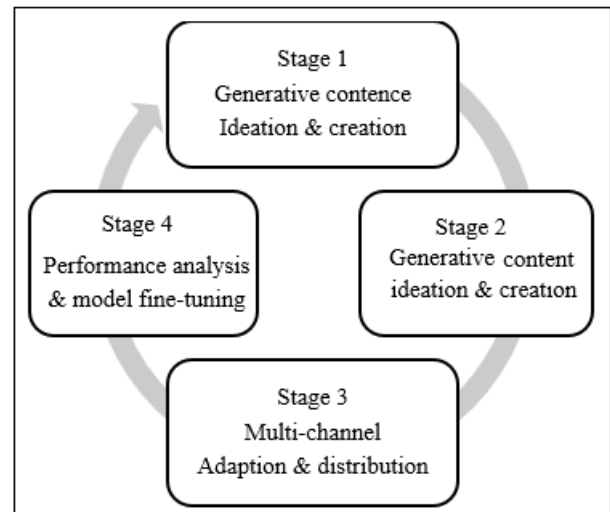 Stage 1
Generative contence
Ideation & creation
Stage 2
Generative content
ideation & creation
Stage 3
Multi-channel
Adaption & distribution
Stage 4
Performance analysis
& model fine-tuning